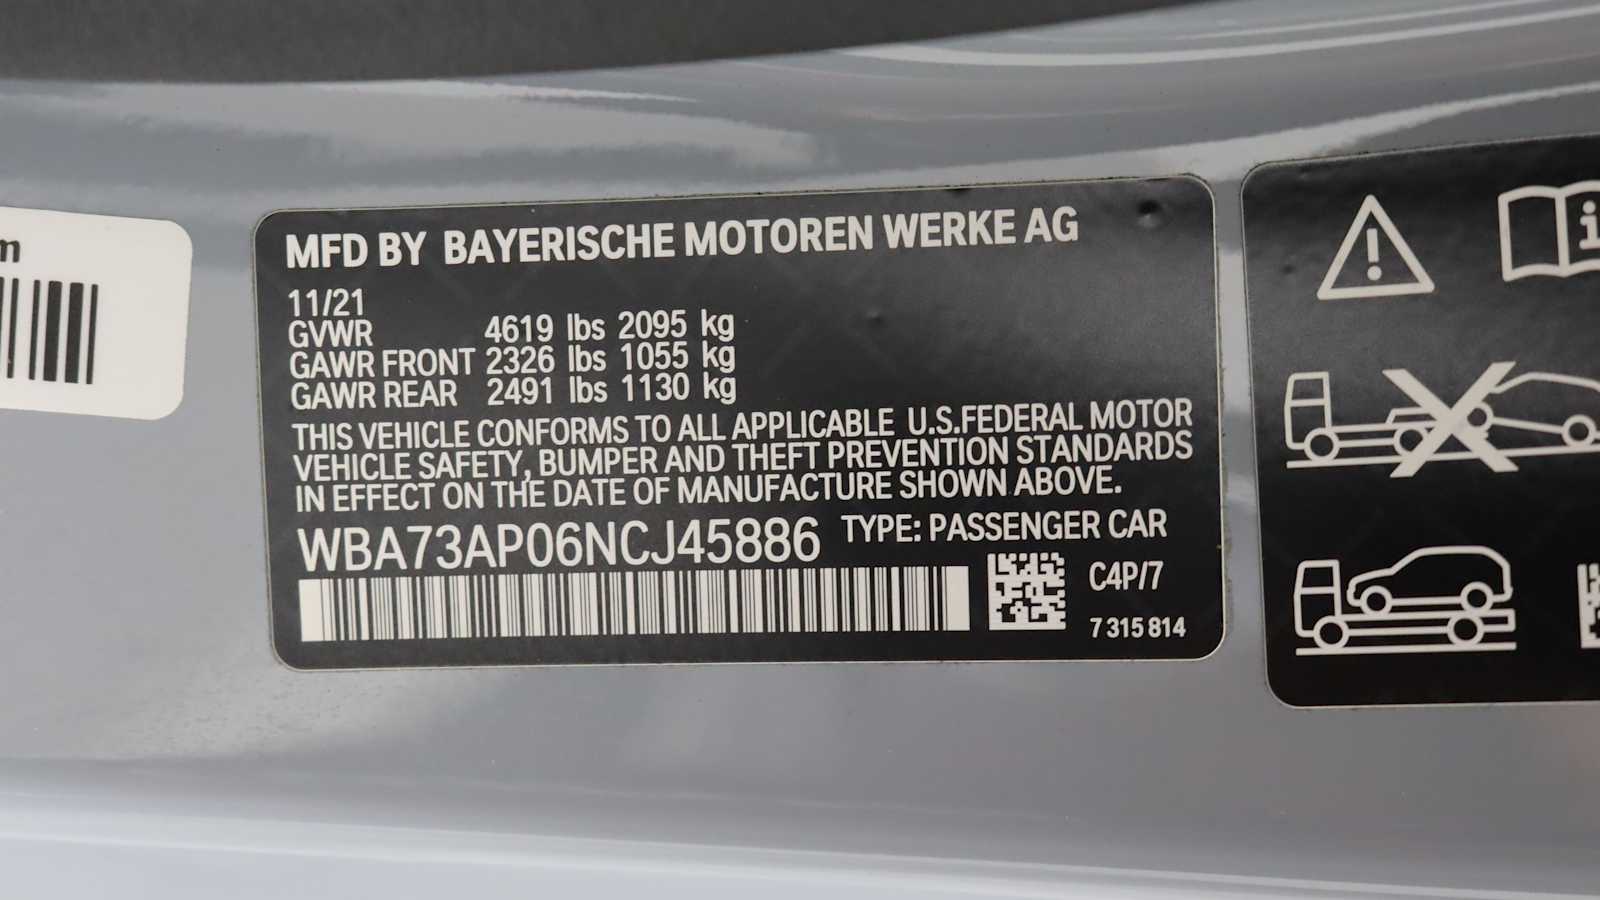 m
MFD BY BAYERISCHE MOTOREN WERKE AG
11/21
GVWR 4619 lbs 2095 kg
GAWR FRONT 2326 lbs 1055 kg
GAWR REAR 2491 lbs 1130 kg
THIS VEHICLE CONFORMS TO ALL APPLICABLE U.S.FEDERAL MOTOR
VEHICLE SAFETY, BUMPER AND THEFT PREVENTION STANDARDS
IN EFFECT ON THE DATE OF MANUFACTURE SHOWN ABOVE.
WBA73AP06NCJ45886 TYPE: PASSENGER CAR
C4P/7
7 315 814